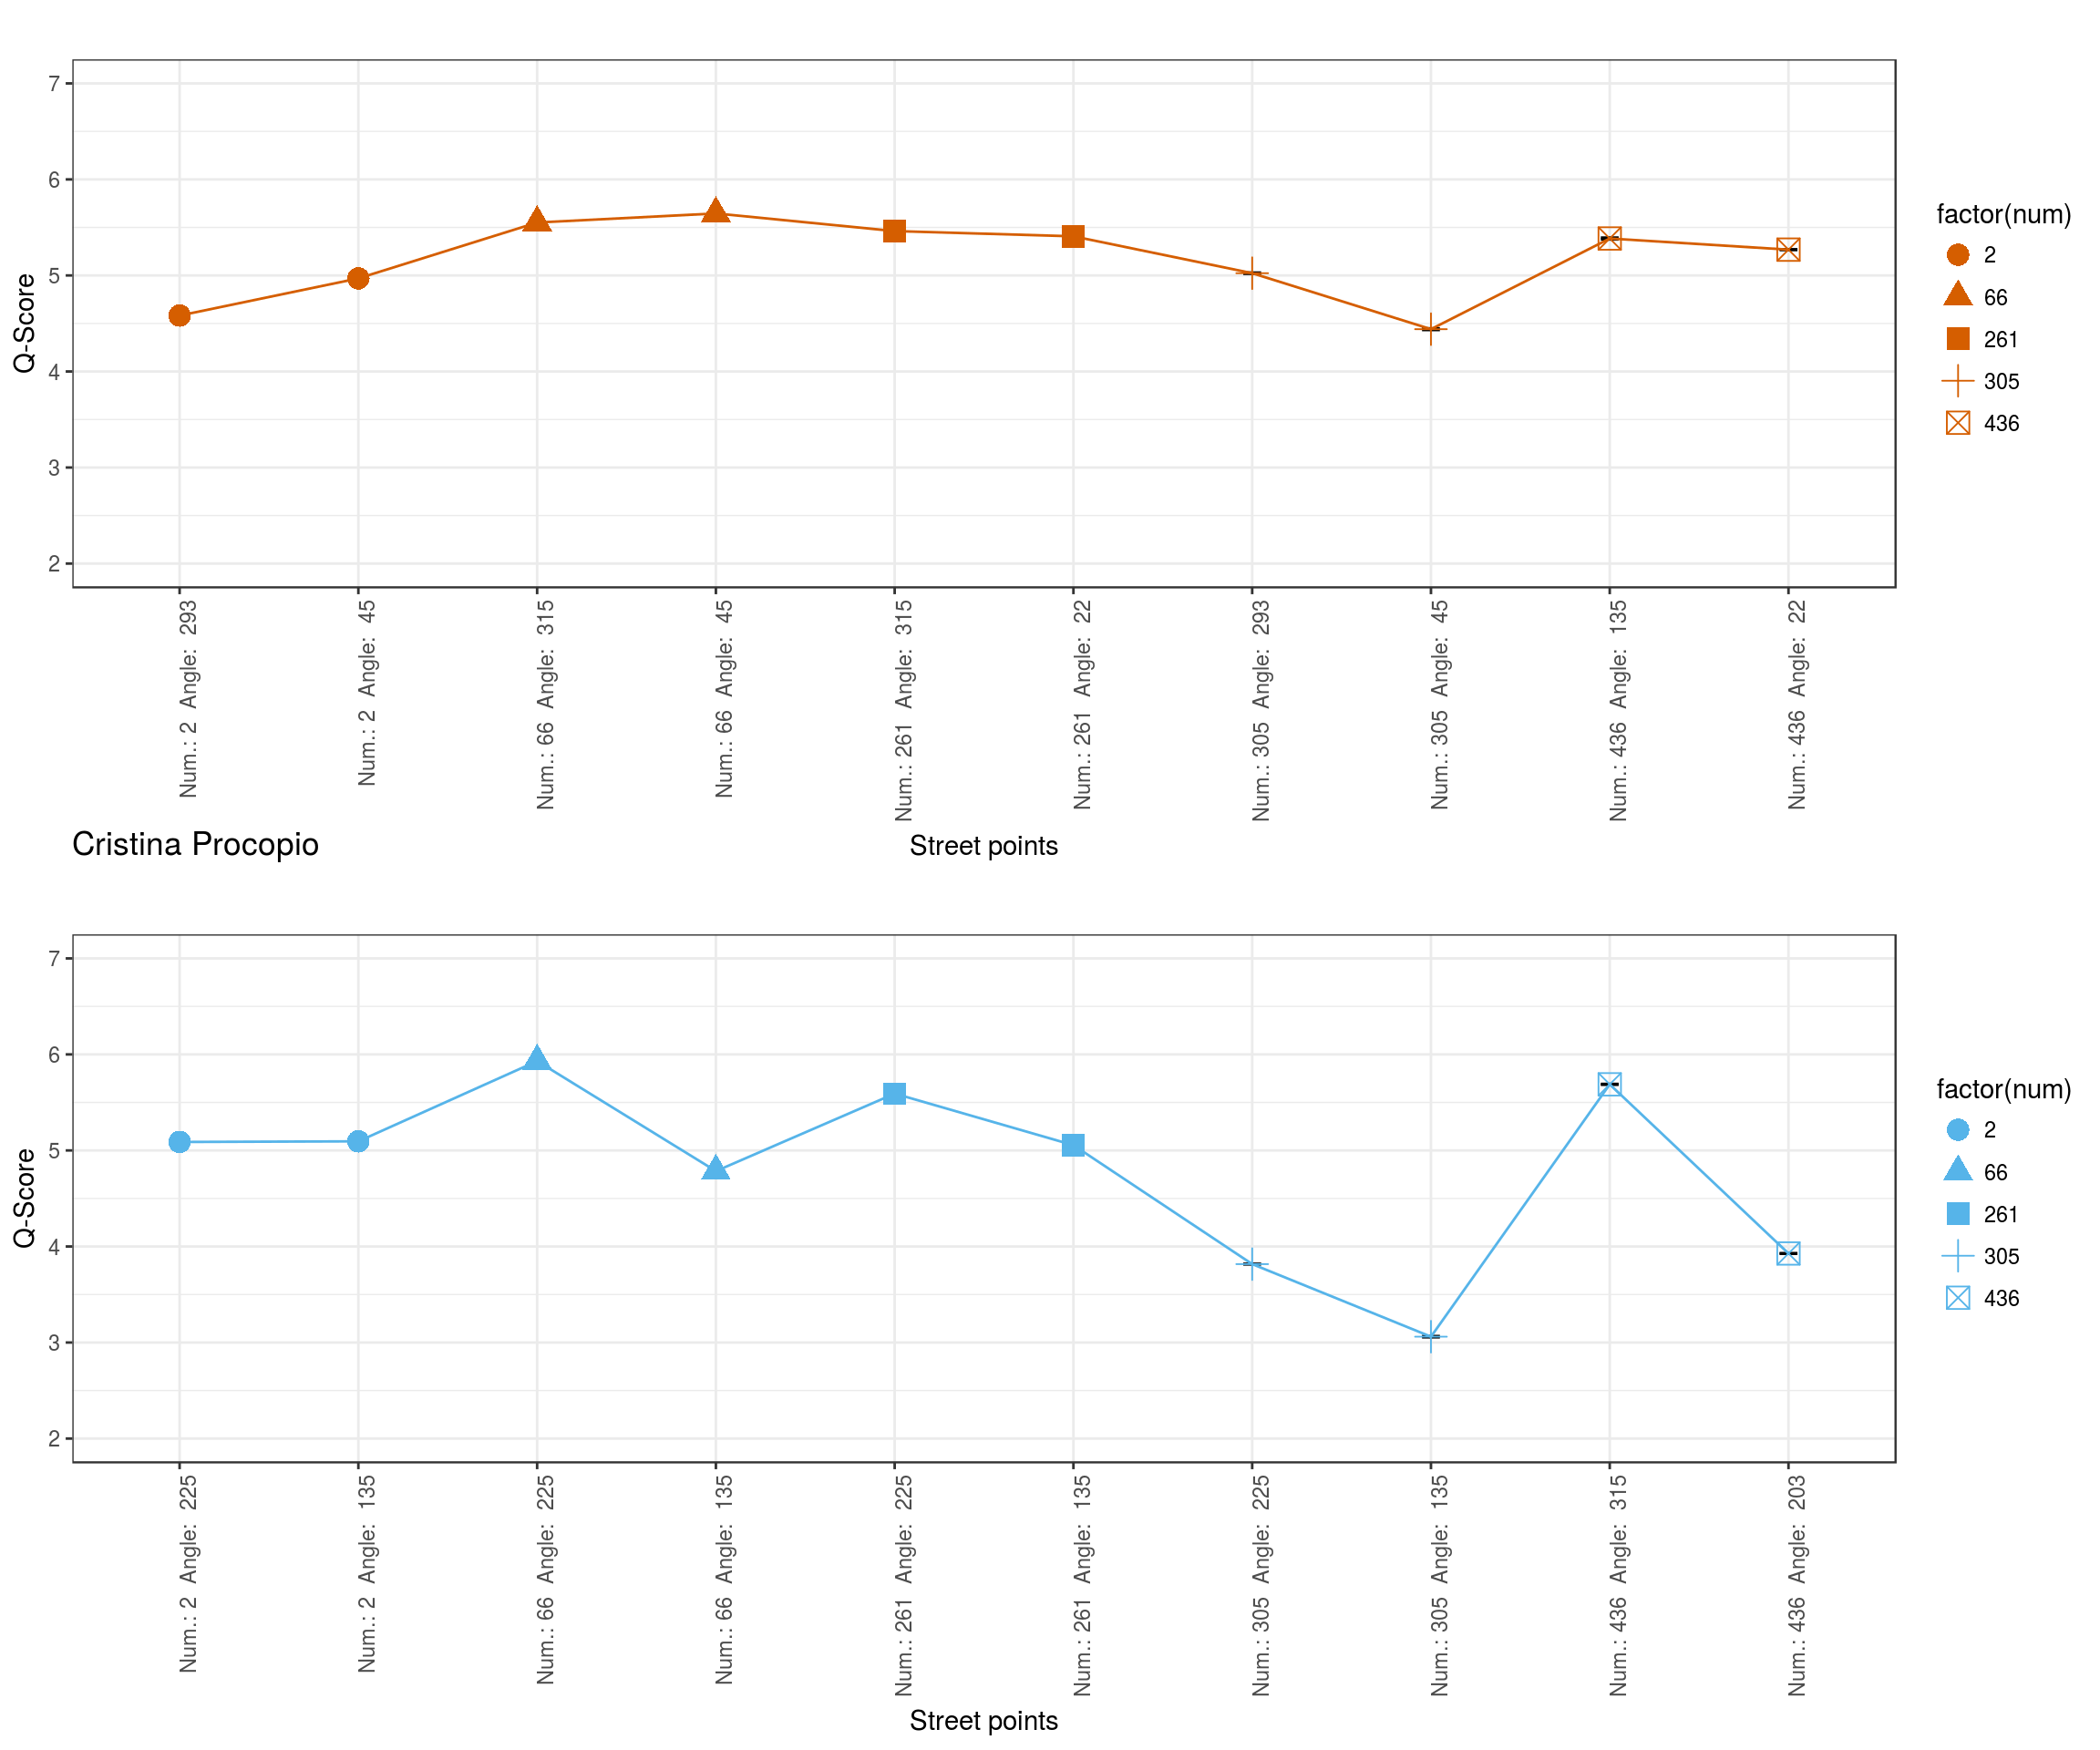 7
6
5
4
3
2
Q-Score
Num.: 2 Angle: 293
Num.: 2 Angle: 45
Num.: 66 Angle: 315
Num.: 66 Angle: 45
Num.: 261 Angle: 315
Num.: 261 Angle: 22
Num.: 305 Angle: 293
Num.: 305 Angle: 45
Num.: 436 Angle: 135
Num.: 436 Angle: 22
Street points
factor(num)
2
66
261
305
436
Cristina Procopio
7
6
5
4
3
2
Q-Score
Num.: 2 Angle: 225
Num.: 2 Angle: 135
Num.: 66 Angle: 225
Num.: 66 Angle: 135
Num.: 261 Angle: 225
Num.: 261 Angle: 135
Num.: 305 Angle: 225
Num.: 305 Angle: 135
Num.: 436 Angle: 315
Num.: 436 Angle: 203
Street points
factor(num)
2
66
261
305
436